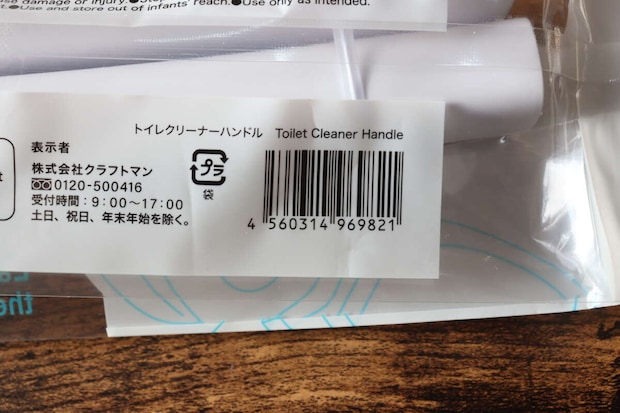 se damage or injury.●Stop
t.●Use and store out of infants' reach.●Use only as intended.
トイレクリーナーハンドル Toilet Cleaner Handle
表示者
株式会社クラフトマン
0120-500416
受付時間：9：00〜17：00
土日、祝日、年末年始を除く。
プラ
袋
4 560314 969821
t
the